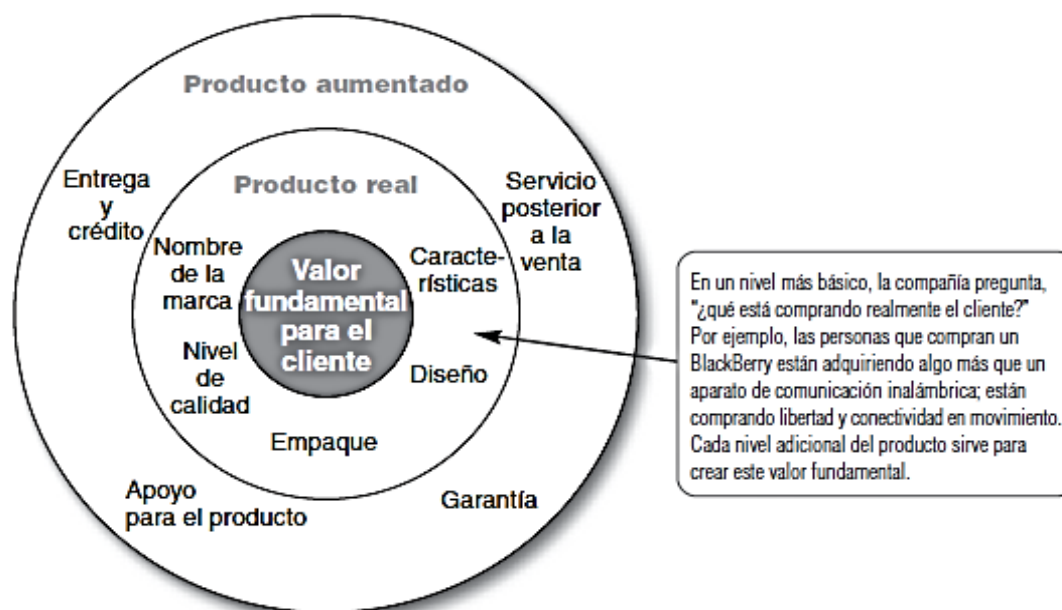 Producto aumentado
Producto real
Entrega
y
crédito
Nombre
de la
marca
Valor
fundamental
para el
cliente
Caracte-
rísticas
Servicio
posterior
a la
venta
Nivel
de
calidad
Diseño
Empaque
Apoyo
para el producto
Garantía
En un nivel más básico, la compañía pregunta,
"¿qué está comprando realmente el cliente?"
Por ejemplo, las personas que compran un
BlackBerry están adquiriendo algo más que un
aparato de comunicación inalámbrica; están
comprando libertad y conectividad en movimiento.
Cada nivel adicional del producto sirve para
crear este valor fundamental.